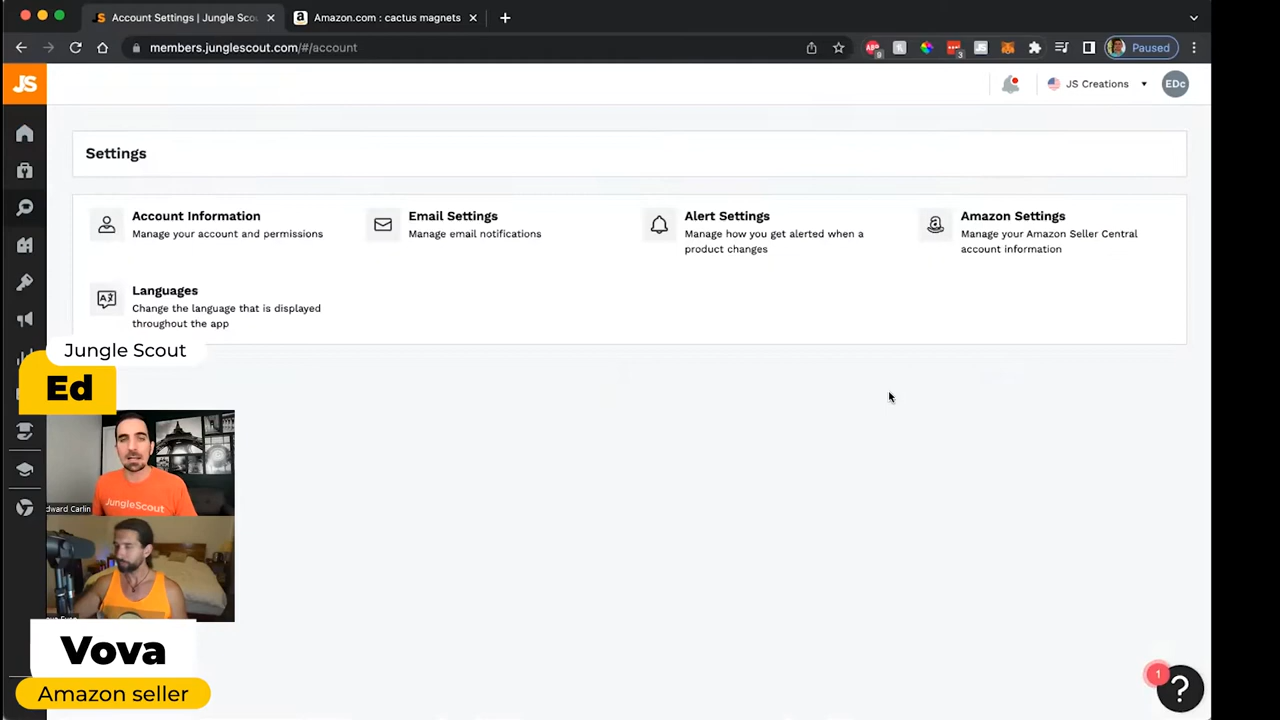 Account Settings | Jungle Sco
Amazon.com : cactus magnets
members.junglescout.com/#/account
9
3
Paused
JS
JS Creations
EDc
Settings
Account Information
Manage your account and permissions
Email Settings
Manage email notifications
Alert Settings
Manage how you get alerted when a
product changes
Amazon Settings
Manage your Amazon Seller Central
account information
Languages
Change the language that is displayed
throughout the app
Jungle Scout
Ed
JungleScout
dward Carlin
Vova
Amazon seller
1
?